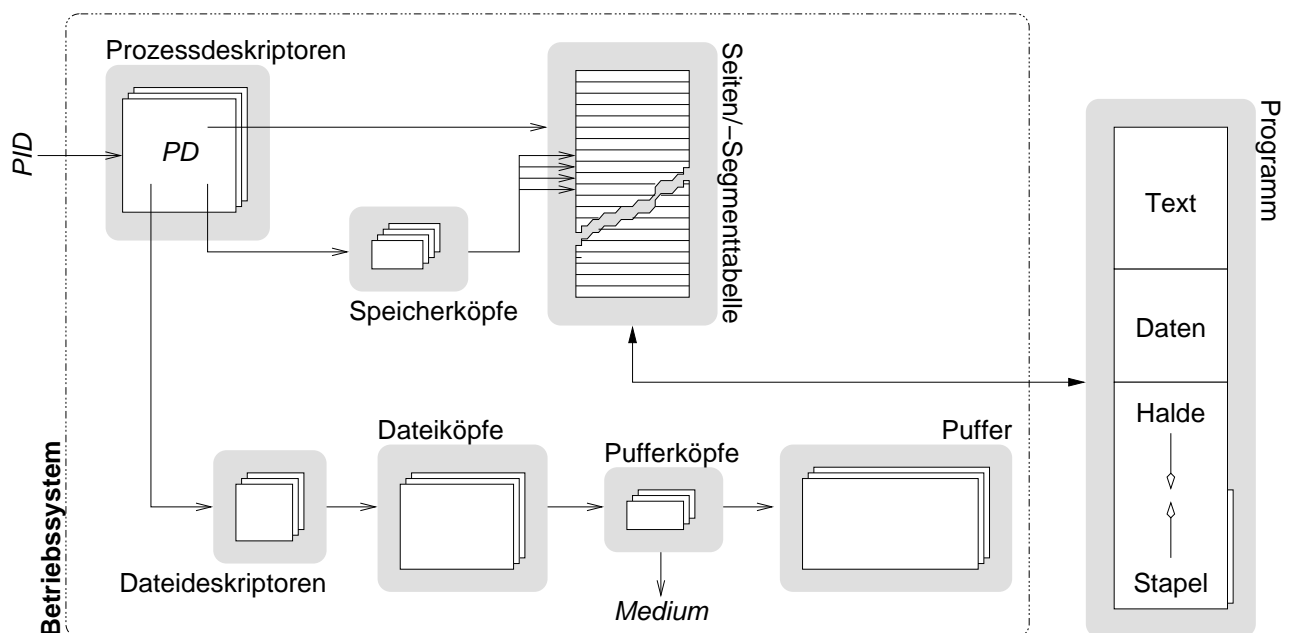 Prozessdeskriptoren
Seiten/−Segmenttabelle
Programm
PID
PD
Text
Speicherköpfe
Daten
Halde
Dateiköpfe
Pufferköpfe
Puffer
Betriebssystem
Dateideskriptoren
Medium
Stapel